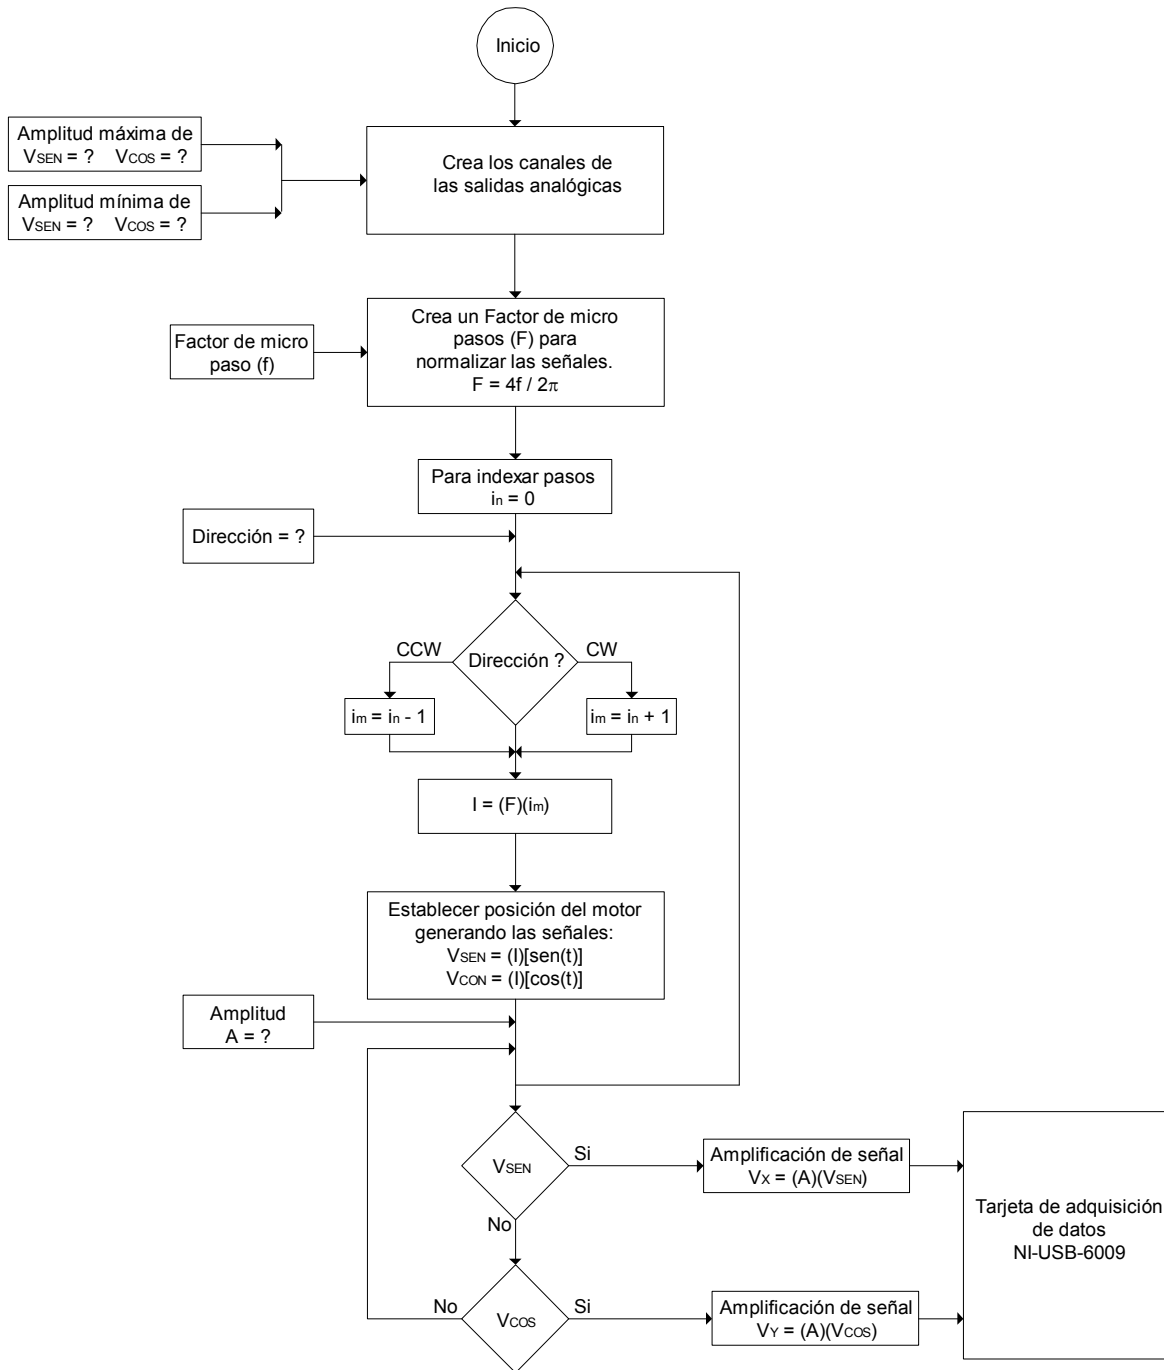 Inicio
Amplitud máxima de
VSEN = ? VCOS = ?
Amplitud mínima de
VSEN = ? VCOS = ?
Crea los canales de
las salidas analógicas
Factor de micro
paso (f)
Crea un Factor de micro
pasos (F) para
normalizar las señales.
F = 4f / 2π
Para indexar pasos
in = 0
Dirección = ?
CCW
Dirección ?
CW
im = in - 1
im = in + 1
I = (F)(im)
Establecer posición del motor
generando las señales:
VSEN = (I)[sen(t)]
VCON = (I)[cos(t)]
Amplitud
A = ?
VSEN
Si
Amplificación de señal
VX = (A)(VSEN)
No
Tarjeta de adquisición
de datos
NI-USB-6009
No
VCOS
Si
Amplificación de señal
VY = (A)(VCOS)